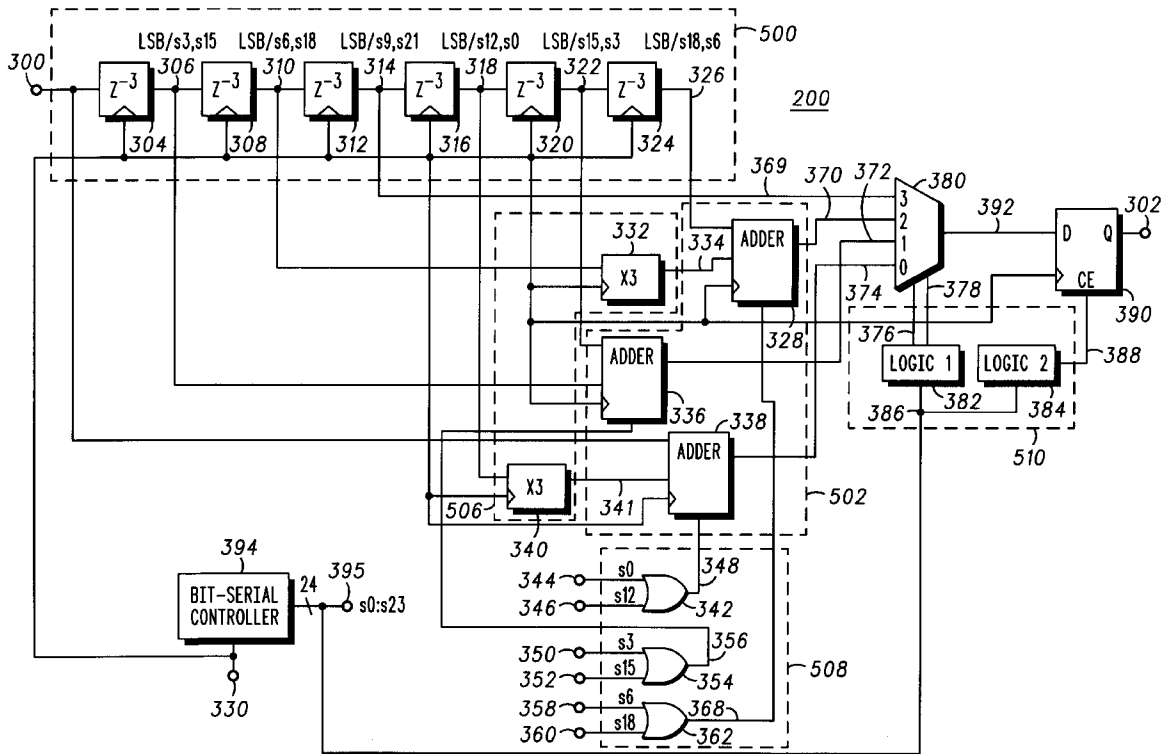 LSB/s3,s15
LSB/s6,s18
LSB/s9,s21
LSB/s12,s0
LSB/s15,s3
LSB/s18,s6
500
300
306
310
314
318
322
326
Z⁻³
Z⁻³
Z⁻³
Z⁻³
Z⁻³
Z⁻³
304
308
312
316
320
324
200
369
370
372
380
3
2
1
0
392
302
D Q
CE
390
332
334
ADDER
X3
374
378
328
376
388
ADDER
LOGIC 1
LOGIC 2
336
338
386
382
384
ADDER
510
X3
341
502
506
340
394
BIT-SERIAL
CONTROLLER
24
395
s0:s23
330
344
s0
348
346
s12
342
350
s3
356
352
s15
354
508
358
s6
368
360
s18
362